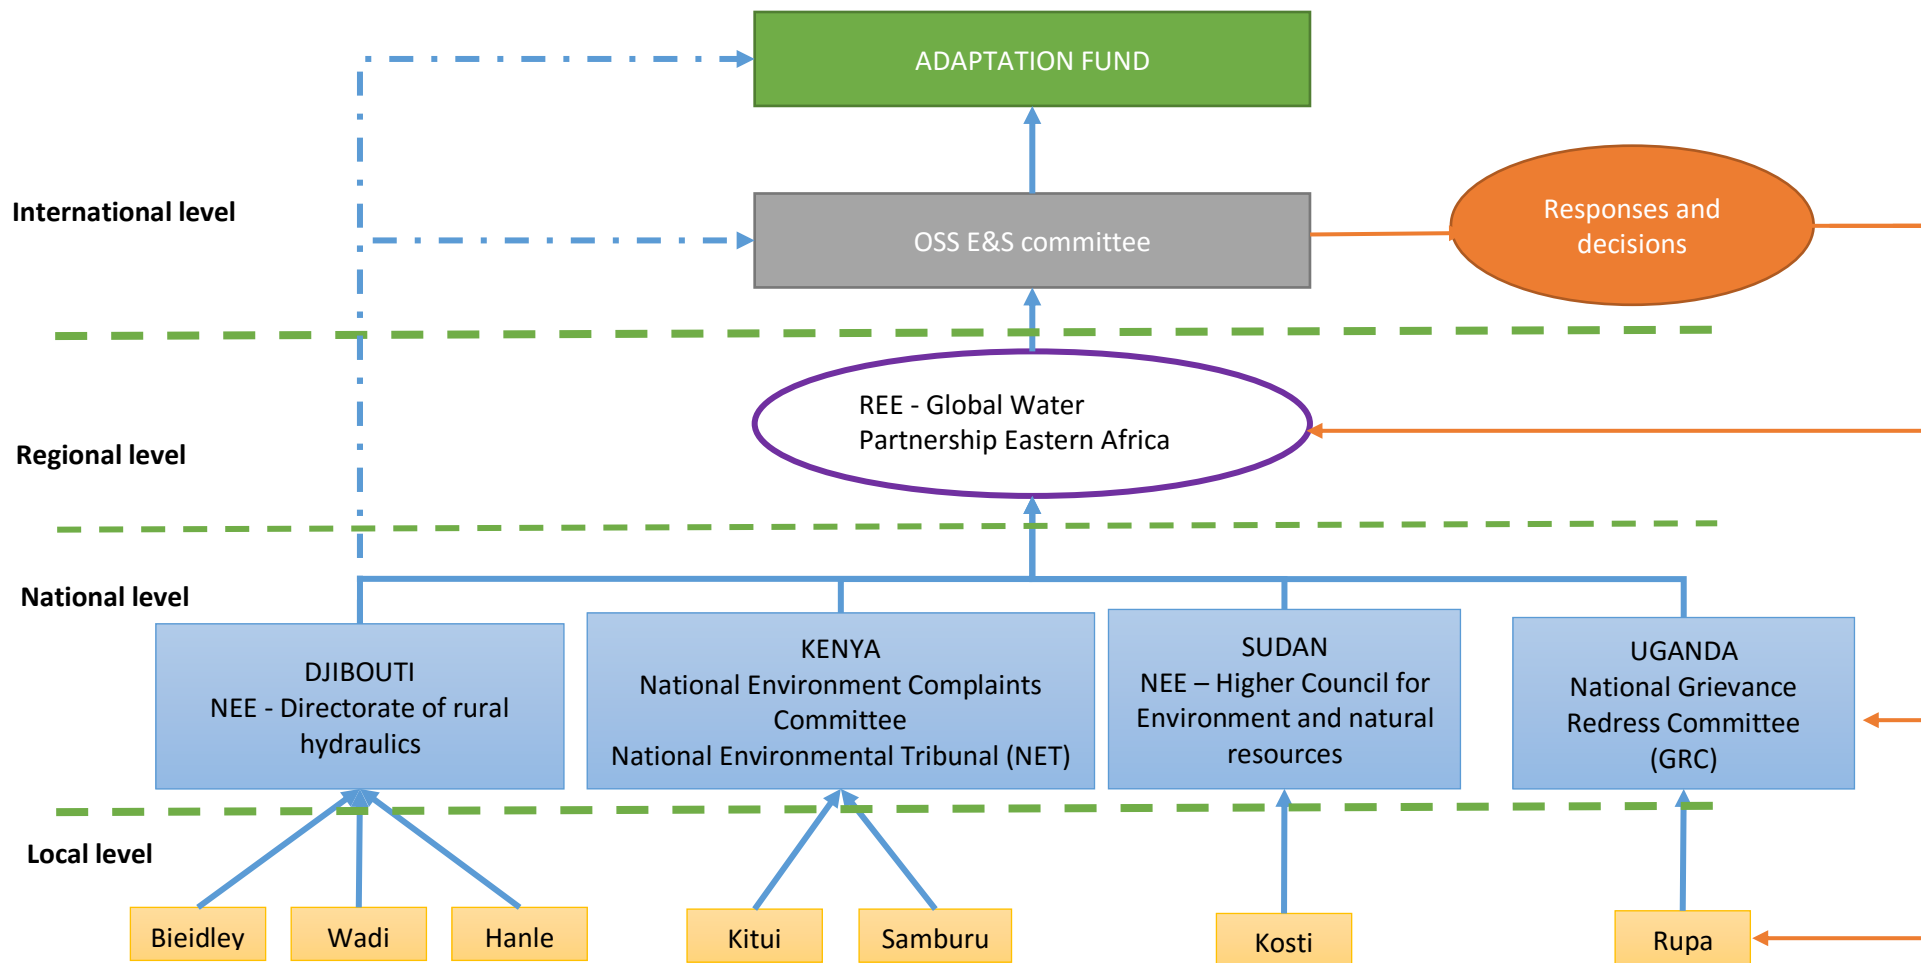 ADAPTATION FUND
International level
Responses and
decisions
OSS E&S committee
REE - Global Water
Partnership Eastern Africa
Regional level
National level
DJIBOUTI
NEE - Directorate of rural
hydraulics
KENYA
National Environment Complaints
Committee
National Environmental Tribunal (NET)
SUDAN
NEE – Higher Council for
Environment and natural
resources
UGANDA
National Grievance
Redress Committee
(GRC)
Local level
Bieidley
Wadi
Hanle
Kitui
Samburu
Kosti
Rupa